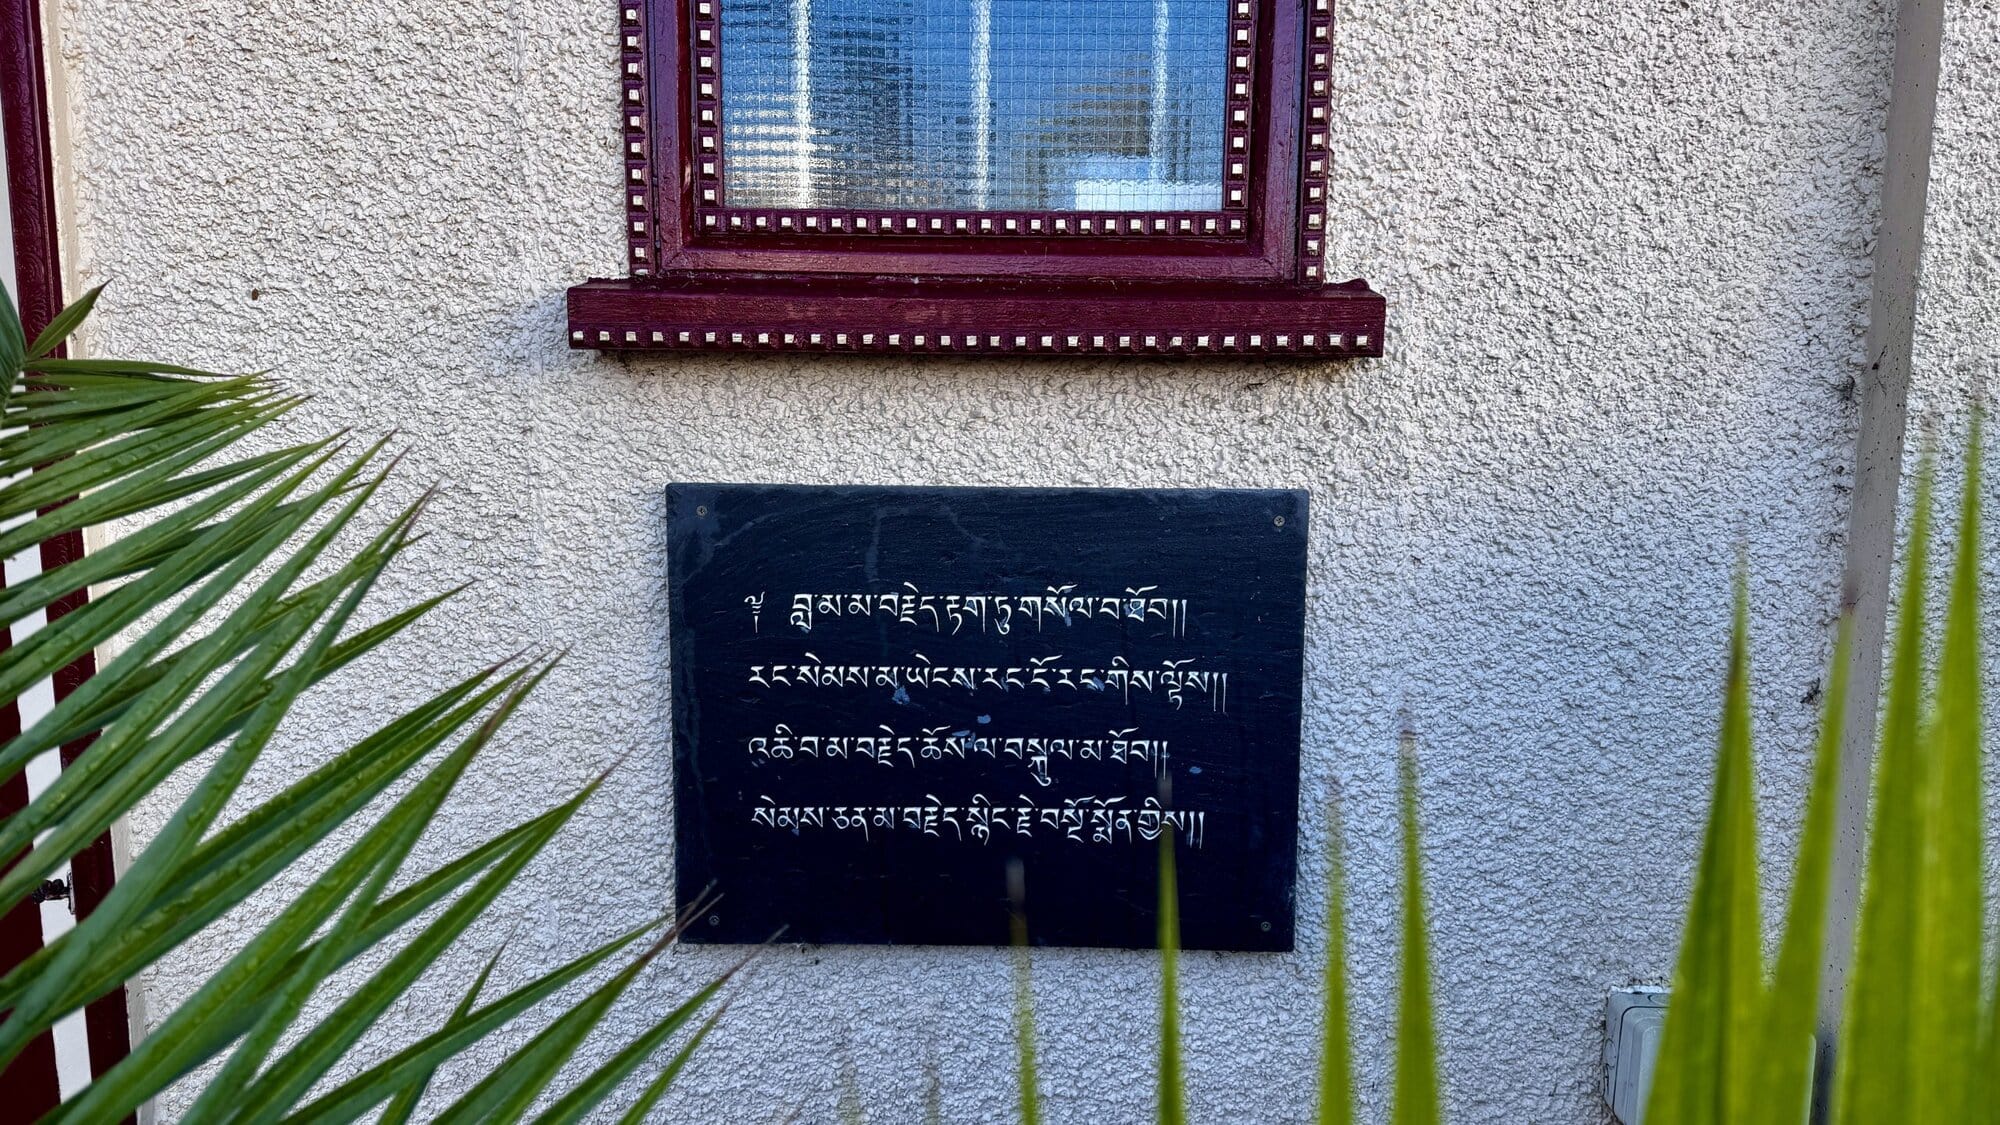 ༈ བླ་མ་མ་བརྗེད་རྟག་ཏུ་གསོལ་བ་ཐོབ།།
རང་སེམས་མ་ཡེངས་རང་ངོ་རང་གིས་ལྟོས།།
འཆི་བ་མ་བརྗེད་ཆོས་ལ་བསྐུལ་མ་ཐོབ།།
སེམས་ཅན་མ་བརྗེད་སྙིང་རྗེ་བསྔོ་སྨོན་གྱིས།།